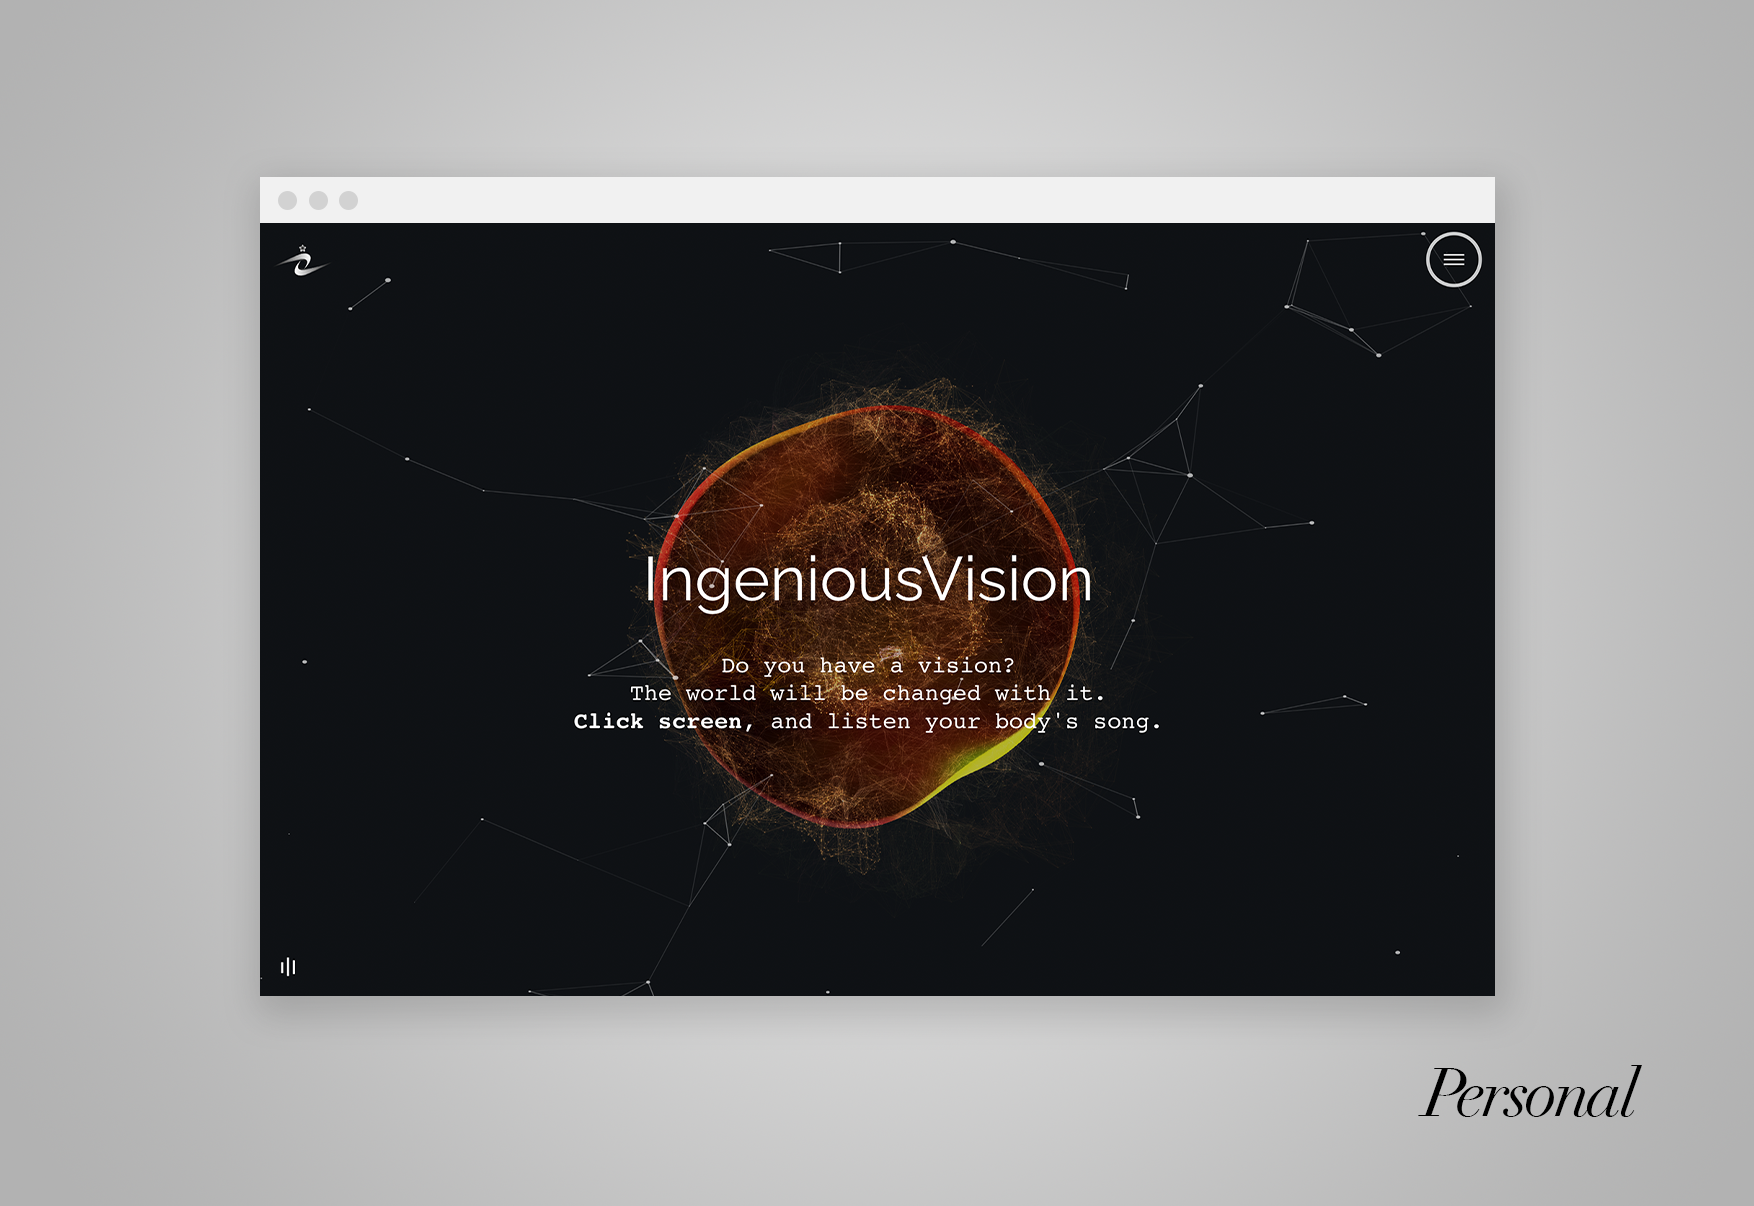 IngeniousVision
Do you have a vision?
The world will be changed with it.
Click screen, and listen your body's song.
Personal